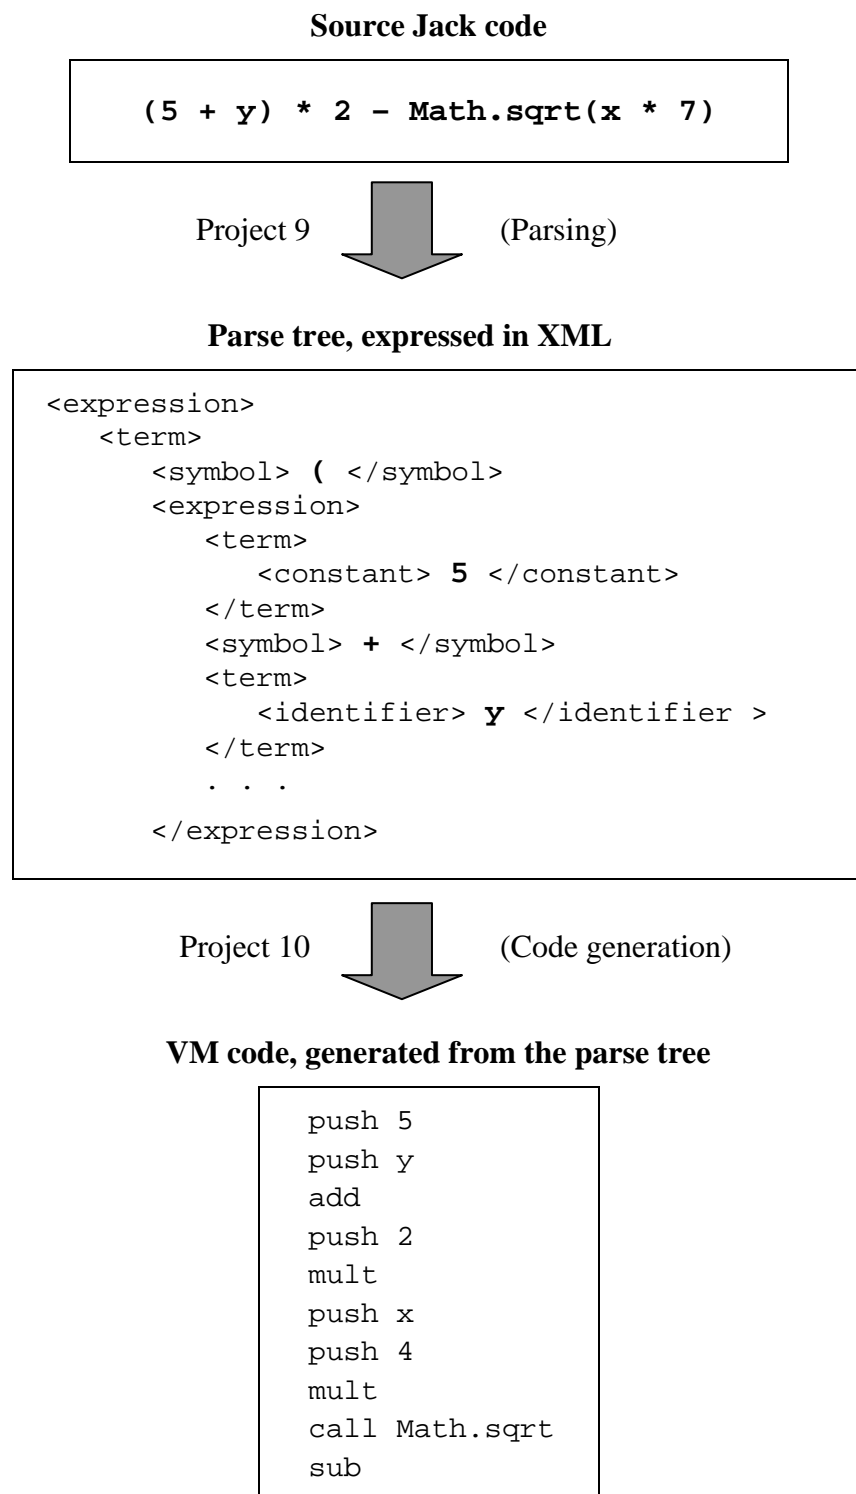 Source Jack code
(5 + y) * 2 – Math.sqrt(x * 7)
Project 9 (Parsing)
Parse tree, expressed in XML
<expression>
<term>
<symbol> ( </symbol>
<expression>
<term>
<constant> 5 </constant>
</term>
<symbol> + </symbol>
<term>
<identifier> y </identifier >
</term>
. . .
</expression>
Project 10 (Code generation)
VM code, generated from the parse tree
push 5
push y
add
push 2
mult
push x
push 4
mult
call Math.sqrt
sub